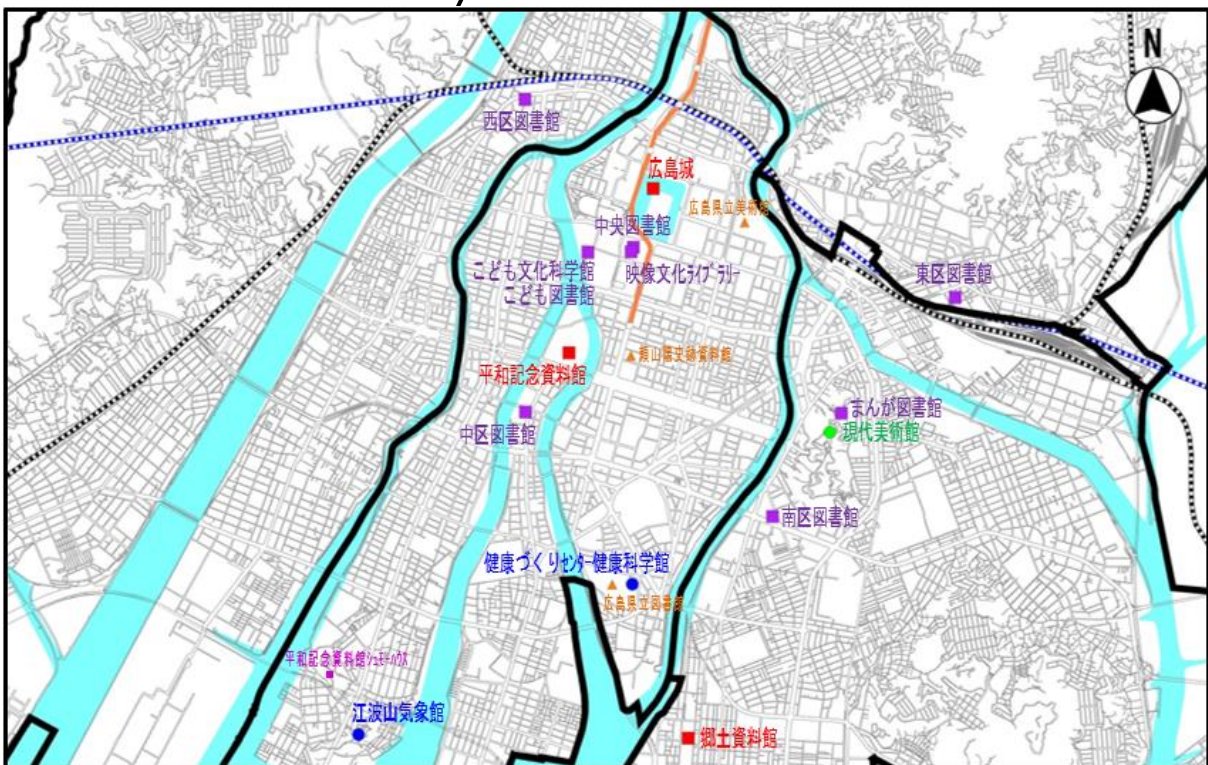 N
西区図書館
広島城
広島県立美術館
中央図書館
こども文化科学館
こども図書館
映像文化ライブラリー
東区図書館
頼山陽史跡資料館
平和記念資料館
中区図書館
まんが図書館
現代美術館
南区図書館
健康づくりセンター健康科学館
広島県立図書館
平和記念資料館シュモーハウス
江波山気象館
郷土資料館